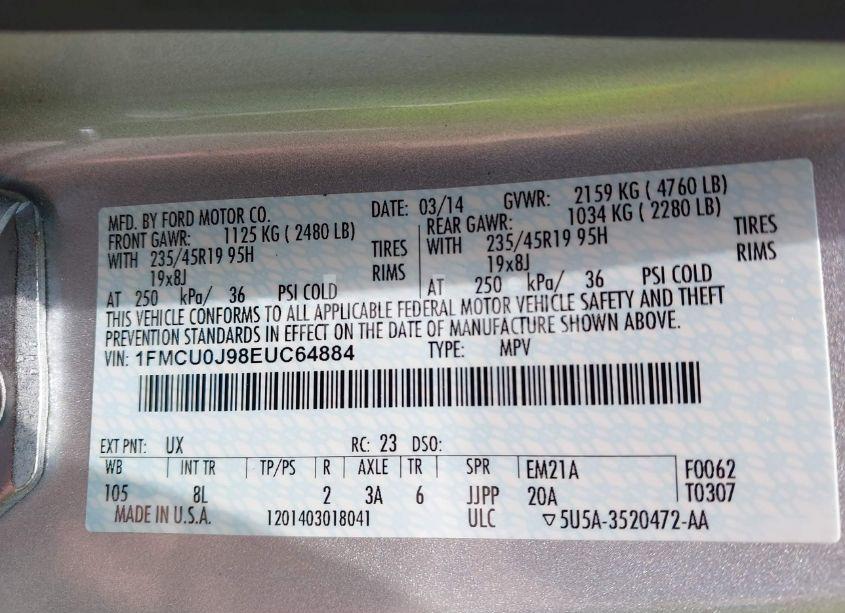 MFD. BY FORD MOTOR CO. DATE: 03/14 GVWR: 2159 KG ( 4760 LB)
FRONT GAWR: 1125 KG ( 2480 LB) REAR GAWR: 1034 KG ( 2280 LB)
WITH 235/45R19 95H TIRES WITH 235/45R19 95H TIRES
19x8J RIMS 19x8J RIMS
AT 250 kPa/ 36 PSI COLD AT 250 kPa/ 36 PSI COLD
THIS VEHICLE CONFORMS TO ALL APPLICABLE FEDERAL MOTOR VEHICLE SAFETY AND THEFT
PREVENTION STANDARDS IN EFFECT ON THE DATE OF MANUFACTURE SHOWN ABOVE.
VIN: 1FMCU0J98EUC64884 TYPE: MPV
EXT PNT: UX RC: 23 DSO:
WB INT TR TP/PS R AXLE TR SPR EM21A F0062
105 8L 2 3A 6 JJPP 20A T0307
MADE IN U.S.A. 1201403018041 ULC ▽5U5A-3520472-AA